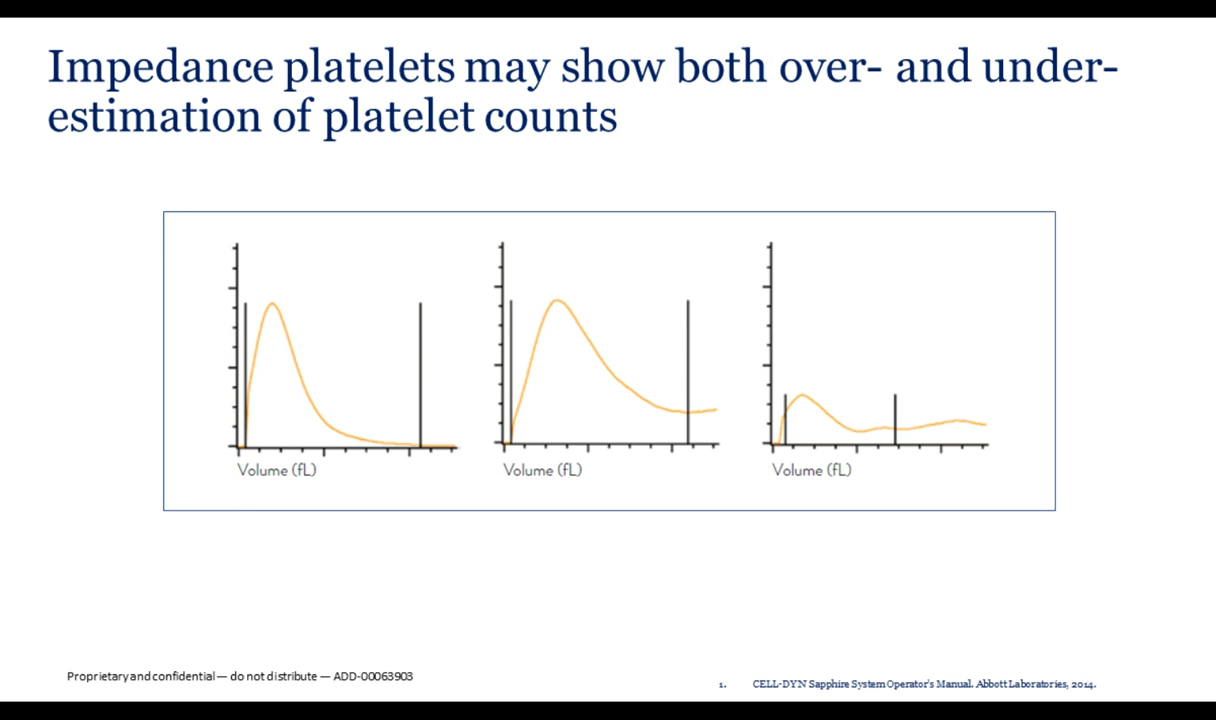 Impedance platelets may show both over- and under-
estimation of platelet counts
Volume (fL)
Volume (fL)
Volume (fL)
Proprietary and confidential — do not distribute — ADD-00063903
1. CELL-DYN Sapphire System Operator's Manual. Abbott Laboratories, 2014.